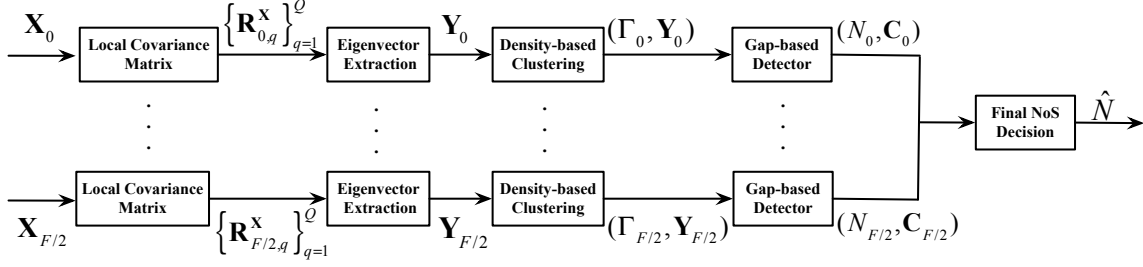 X_0
Local Covariance
Matrix
{R^X_{0,q}}^Q_{q=1}
Eigenvector
Extraction
Y_0
Density-based
Clustering
(Γ_0, Y_0)
Gap-based
Detector
(N_0, C_0)
Final NoS
Decision
N̂
X_{F/2}
Local Covariance
Matrix
{R^X_{F/2,q}}^Q_{q=1}
Eigenvector
Extraction
Y_{F/2}
Density-based
Clustering
(Γ_{F/2}, Y_{F/2})
Gap-based
Detector
(N_{F/2}, C_{F/2})